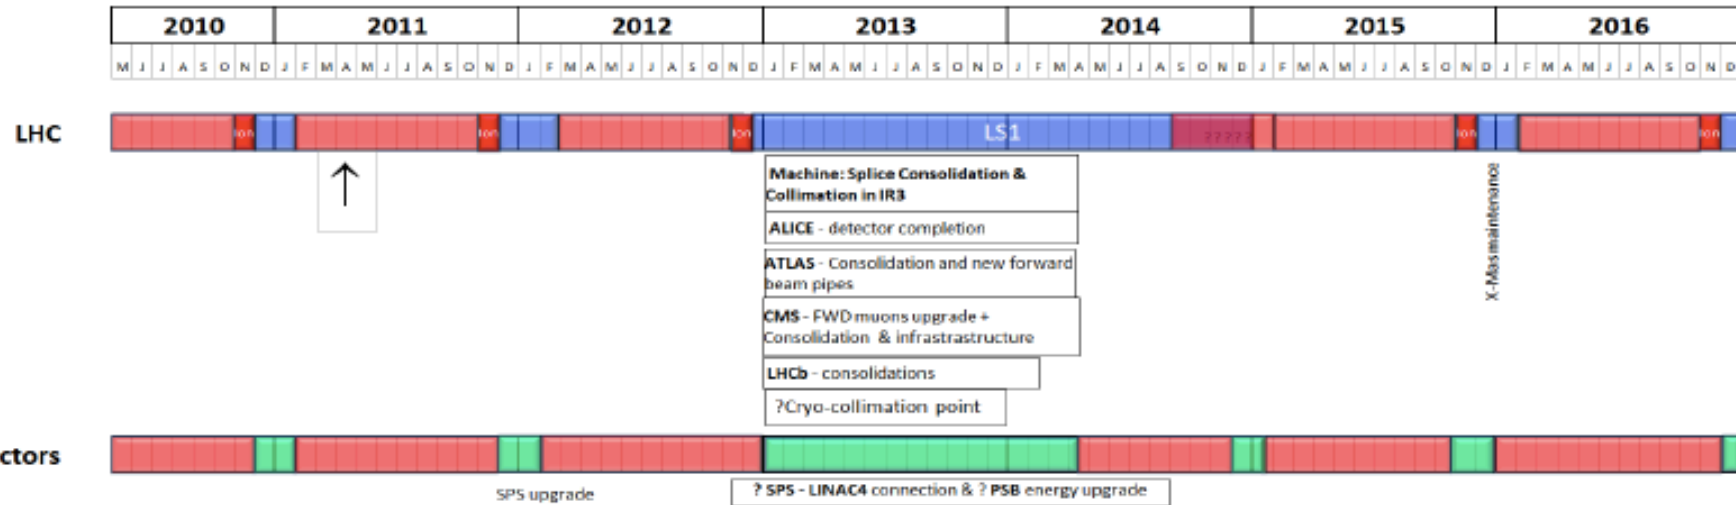 2010 2011 2012 2013 2014 2015 2016
M J J A S O N D J F M A M J J A S O N D J F M A M J J A S O N D J F M A M J J A S O N D J F M A M J J A S O N D J F M A M J J A S O N D J F M A M J J A S O N D
LHC Ion Ion Ion LS1 ????? Ion Ion
Machine: Splice Consolidation &
Collimation in IR3
ALICE - detector completion
ATLAS - Consolidation and new forward
beam pipes
CMS - FWD muons upgrade +
Consolidation & infrastrastructure
LHCb - consolidations
?Cryo-collimation point
X-Mas maintenance
ctors
SPS upgrade
? SPS - LINAC4 connection & ? PSB energy upgrade